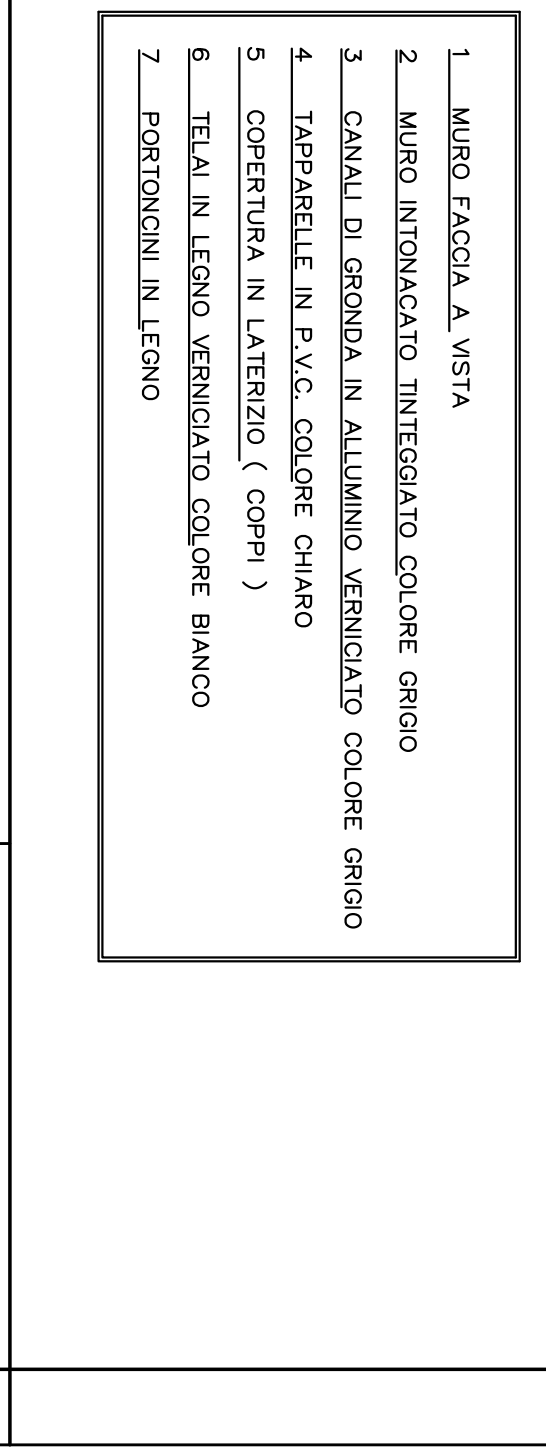 1 MURO FACCIA A VISTA
2 MURO INTONACATO TINTEGGIATO COLORE GRIGIO
3 CANALI DI GRONDA IN ALLUMINIO VERNICIATO COLORE GRIGIO
4 TAPPARELLE IN P.V.C. COLORE CHIARO
5 COPERTURA IN LATERIZIO ( COPPI )
6 TELAI IN LEGNO VERNICIATO COLORE BIANCO
7 PORTONCINI IN LEGNO